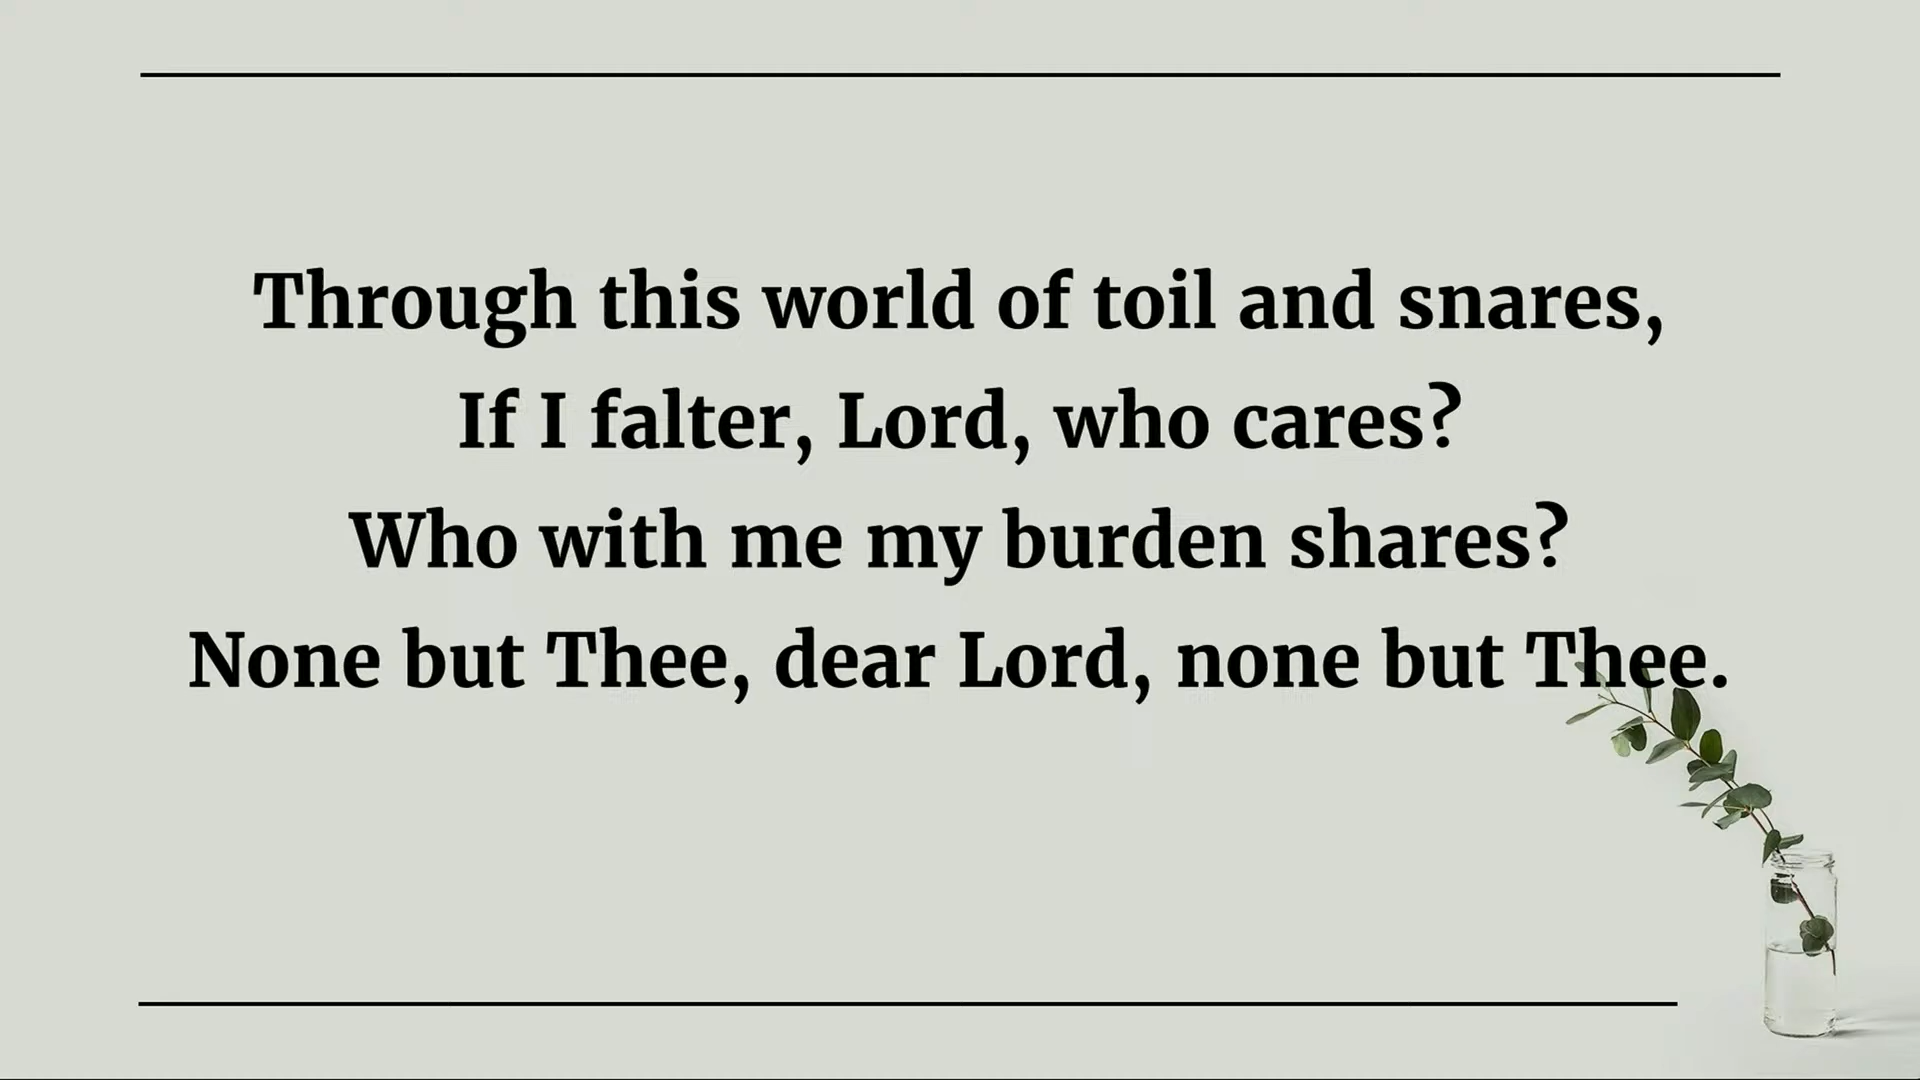 Through this world of toil and snares,
If I falter, Lord, who cares?
Who with me my burden shares?
None but Thee, dear Lord, none but Thee.